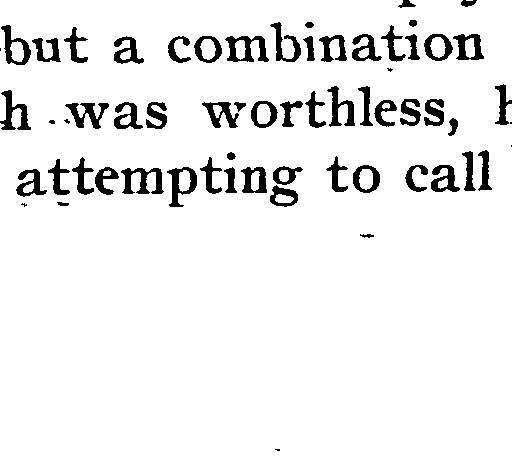 but a combination
h was worthless, h
attempting to call